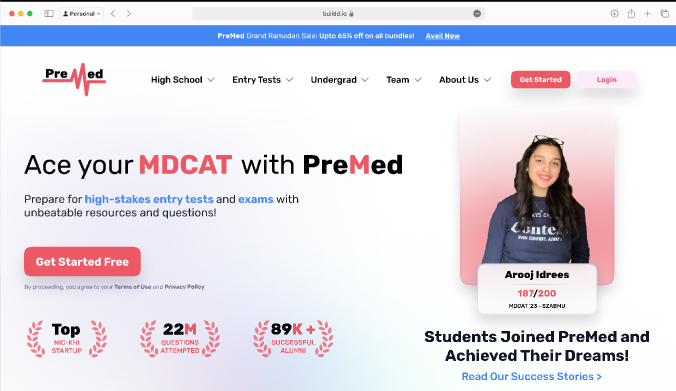 Personal
buildd.io
PreMed Grand Ramadan Sale: Upto 65% off on all bundles! Avail Now
PreMed
High School
Entry Tests
Undergrad
Team
About Us
Get Started
Login
Ace your MDCAT with PreMed
Prepare for high-stakes entry tests and exams with
unbeatable resources and questions!
Get Started Free
By proceeding, you agree to your Terms of Use and Privacy Policy
Top
NIC-KHI
STARTUP
22M
QUESTIONS
ATTEMPTED
89K +
SUCCESSFUL
ALUMNI
Arooj Idrees
187/200
MDCAT '23 - SZABMU
Students Joined PreMed and
Achieved Their Dreams!
Read Our Success Stories >